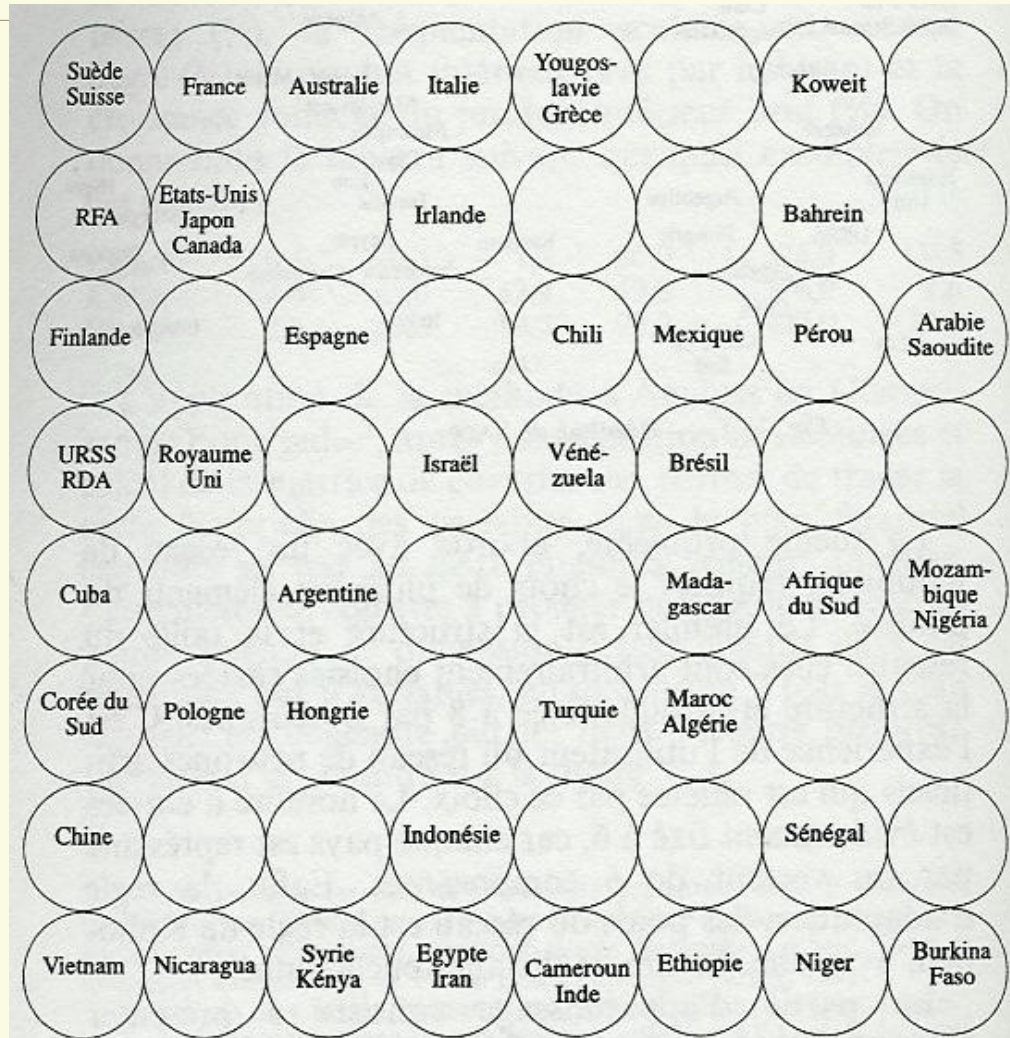 Suède
Suisse
France
Australie
Italie
Yougos-
lavie
Grèce
Koweit
RFA
Etats-Unis
Japon
Canada
Irlande
Bahrein
Finlande
Espagne
Chili
Mexique
Pérou
Arabie
Saoudite
URSS
RDA
Royaume
Uni
Israël
Véné-
zuela
Brésil
Cuba
Argentine
Mada-
gascar
Afrique
du Sud
Mozam-
bique
Nigéria
Corée du
Sud
Pologne
Hongrie
Turquie
Maroc
Algérie
Chine
Indonésie
Sénégal
Vietnam
Nicaragua
Syrie
Kénya
Egypte
Iran
Cameroun
Inde
Ethiopie
Niger
Burkina
Faso